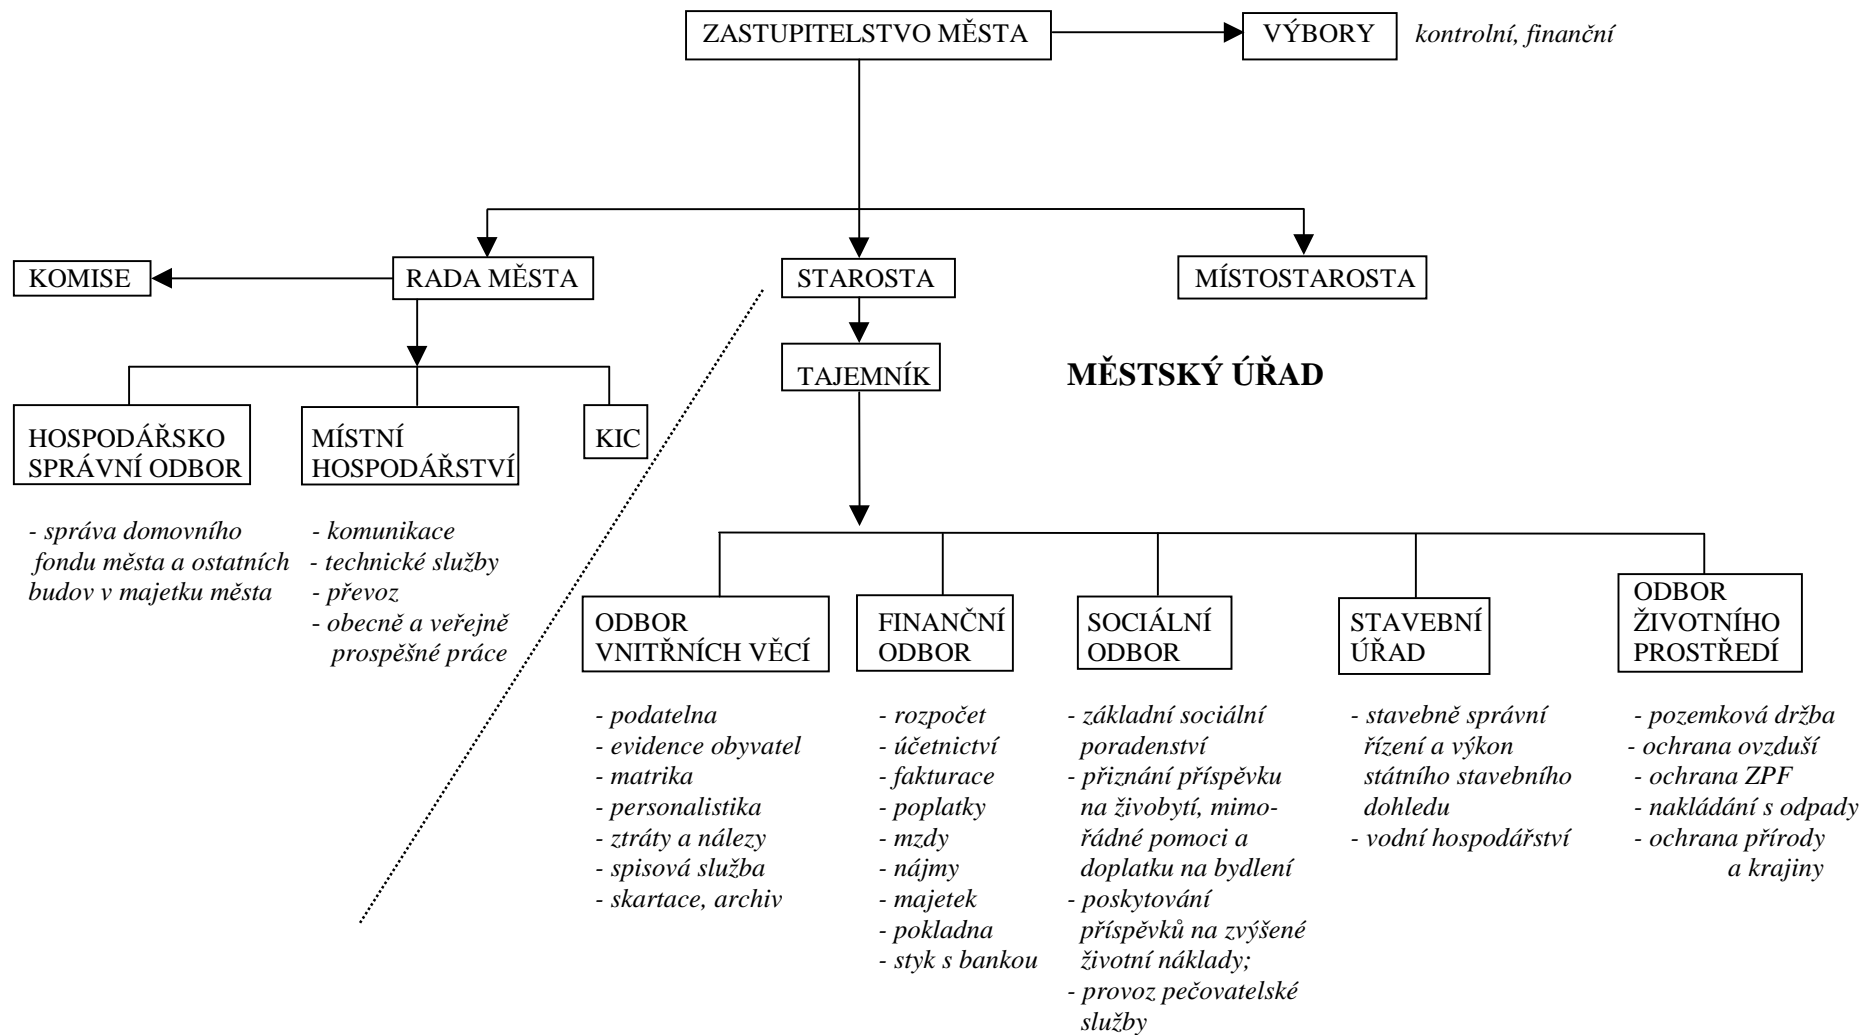 ZASTUPITELSTVO MĚSTA
VÝBORY
kontrolní, finanční
KOMISE
RADA MĚSTA
STAROSTA
MÍSTOSTAROSTA
TAJEMNÍK
MĚSTSKÝ ÚŘAD
HOSPODÁŘSKO
SPRÁVNÍ ODBOR
MÍSTNÍ
HOSPODÁŘSTVÍ
KIC
- správa domovního
fondu města a ostatních
budov v majetku města
- komunikace
- technické služby
- převoz
- obecně a veřejně
prospěšné práce
ODBOR
VNITŘNÍCH VĚCÍ
FINANČNÍ
ODBOR
SOCIÁLNÍ
ODBOR
STAVEBNÍ
ÚŘAD
ODBOR
ŽIVOTNÍHO
PROSTŘEDÍ
- podatelna
- evidence obyvatel
- matrika
- personalistika
- ztráty a nálezy
- spisová služba
- skartace, archiv
- rozpočet
- účetnictví
- fakturace
- poplatky
- mzdy
- nájmy
- majetek
- pokladna
- styk s bankou
- základní sociální
poradenství
- přiznání příspěvku
na živobytí, mimo-
řádné pomoci a
doplatku na bydlení
- poskytování
příspěvků na zvýšené
životní náklady;
- provoz pečovatelské
služby
- stavebně správní
řízení a výkon
státního stavebního
dohledu
- vodní hospodářství
- pozemková držba
- ochrana ovzduší
- ochrana ZPF
- nakládání s odpady
- ochrana přírody
a krajiny